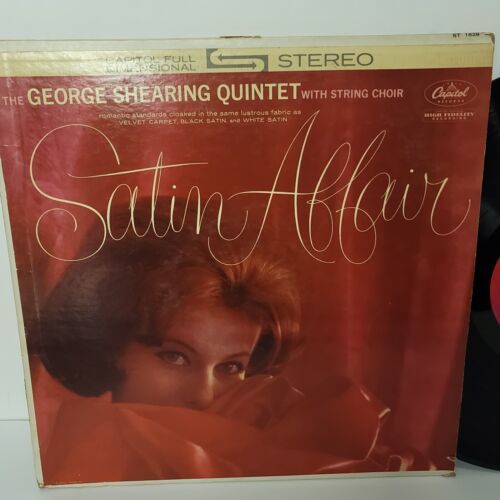 ST 1628
CAPITOL FULL DIMENSIONAL STEREO
THE GEORGE SHEARING QUINTET WITH STRING CHOIR
romantic standards cloaked in the same lustrous fabric as
VELVET CARPET, BLACK SATIN, and WHITE SATIN
Capitol
RECORDS
HIGH FIDELITY
RECORDING
Satin Affair